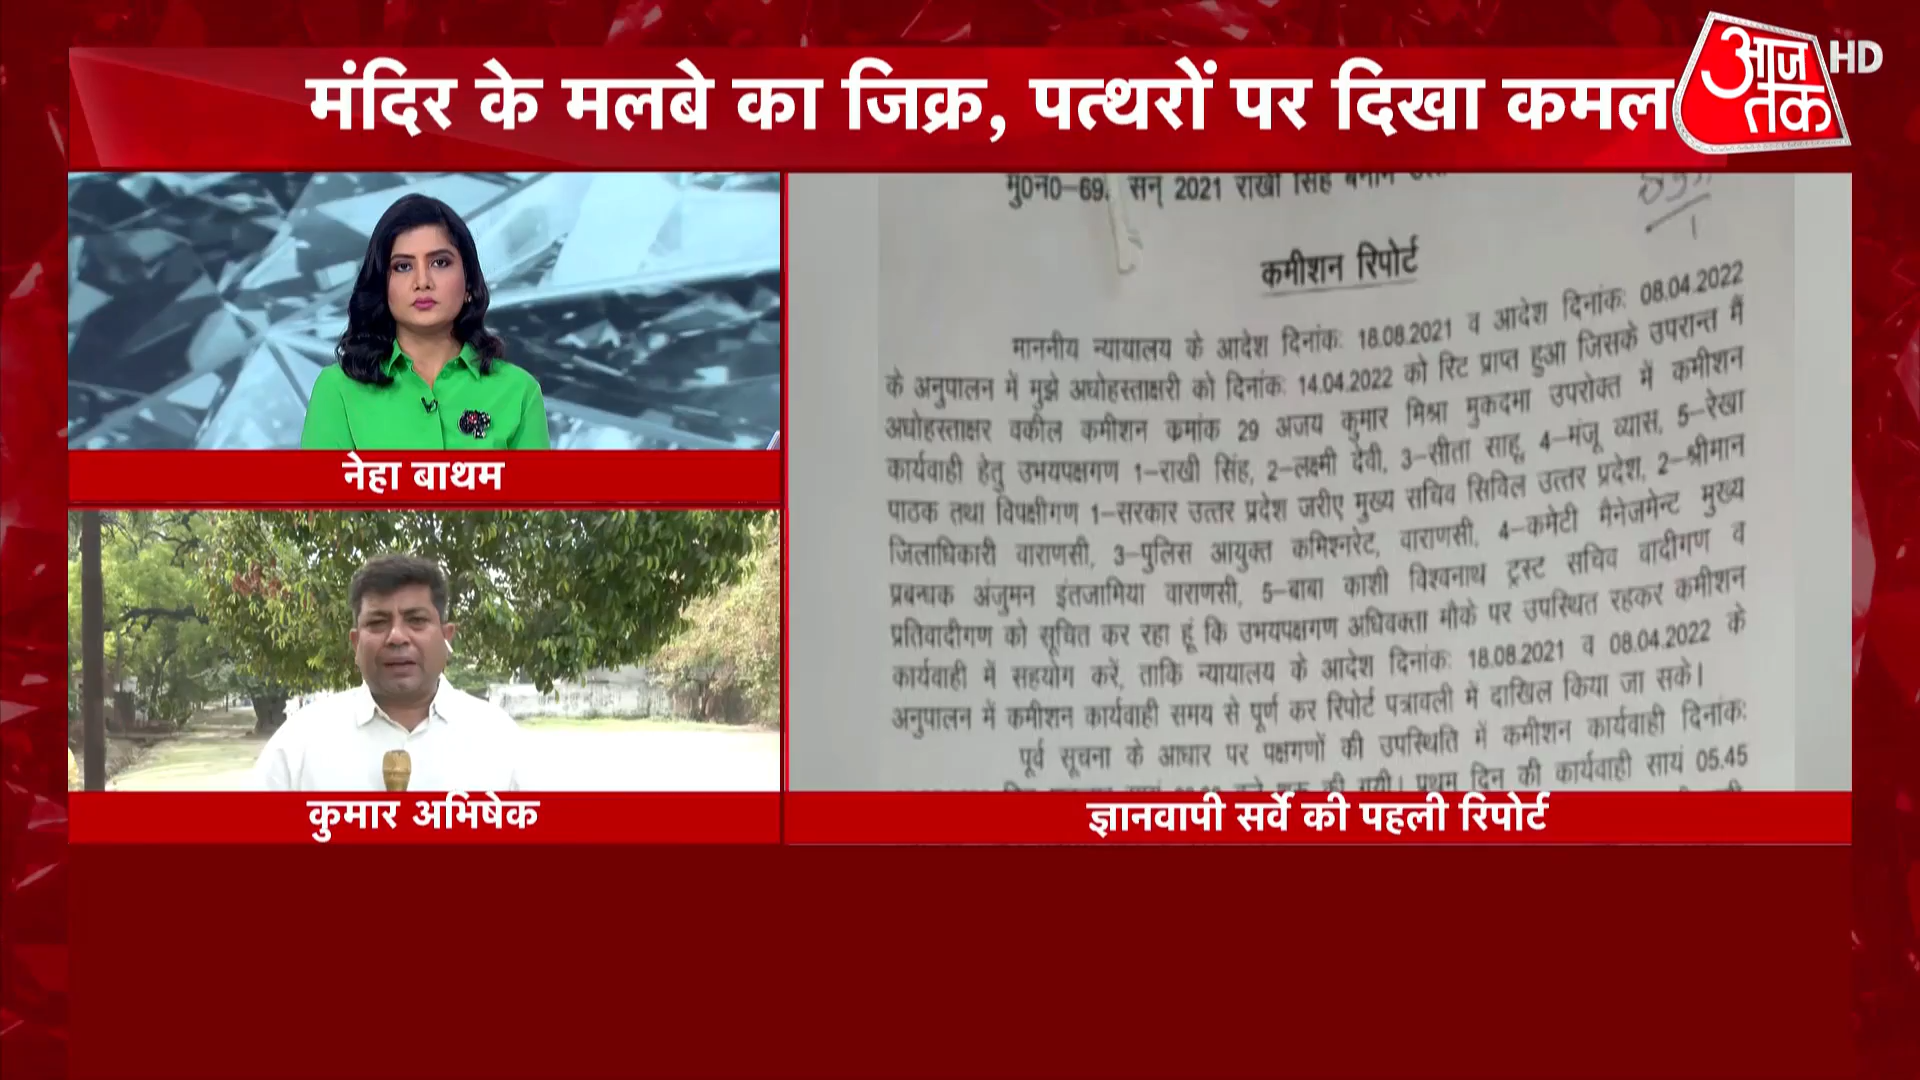 मंदिर के मलबे का जिक्र, पत्थरों पर दिखा कमल
आज
तक
HD
नेहा बाथम
कुमार अभिषेक
मु0नं0-69, सन् 2021 राखी सिंह बनाम
कमीशन रिपोर्ट
माननीय न्यायालय के आदेश दिनांकः 18.08.2021 व आदेश दिनांकः 08.04.2022
के अनुपालन में मुझे अधोहस्ताक्षरी को दिनांकः 14.04.2022 को रिट प्राप्त हुआ जिसके उपरान्त मैं
अधोहस्ताक्षर वकील कमीशन क्रमांक 29 अजय कुमार मिश्रा मुकदमा उपरोक्त में कमीशन
कार्यवाही हेतु उभयपक्षगण 1-राखी सिंह, 2-लक्ष्मी देवी, 3-सीता साहू, 4-मंजू व्यास, 5-रेखा
पाठक तथा विपक्षीगण 1-सरकार उत्तर प्रदेश जरीए मुख्य सचिव सिविल उत्तर प्रदेश, 2-श्रीमान
जिलाधिकारी वाराणसी, 3-पुलिस आयुक्त कमिश्नरेट, वाराणसी, 4-कमेटी मैनेजमेन्ट मुख्य
प्रबन्धक अंजुमन इंतजामिया वाराणसी, 5-बाबा काशी विश्वनाथ ट्रस्ट सचिव वादीगण व
प्रतिवादीगण को सूचित कर रहा हूं कि उभयपक्षगण अधिवक्ता मौके पर उपस्थित रहकर कमीशन
कार्यवाही में सहयोग करें, ताकि न्यायालय के आदेश दिनांकः 18.08.2021 व 08.04.2022 के
अनुपालन में कमीशन कार्यवाही समय से पूर्ण कर रिपोर्ट पत्रावली में दाखिल किया जा सके।
पूर्व सूचना के आधार पर पक्षगणों की उपस्थिति में कमीशन कार्यवाही दिनांकः
की गयी। प्रथम दिन की कार्यवाही सायं 05.45
ज्ञानवापी सर्वे की पहली रिपोर्ट